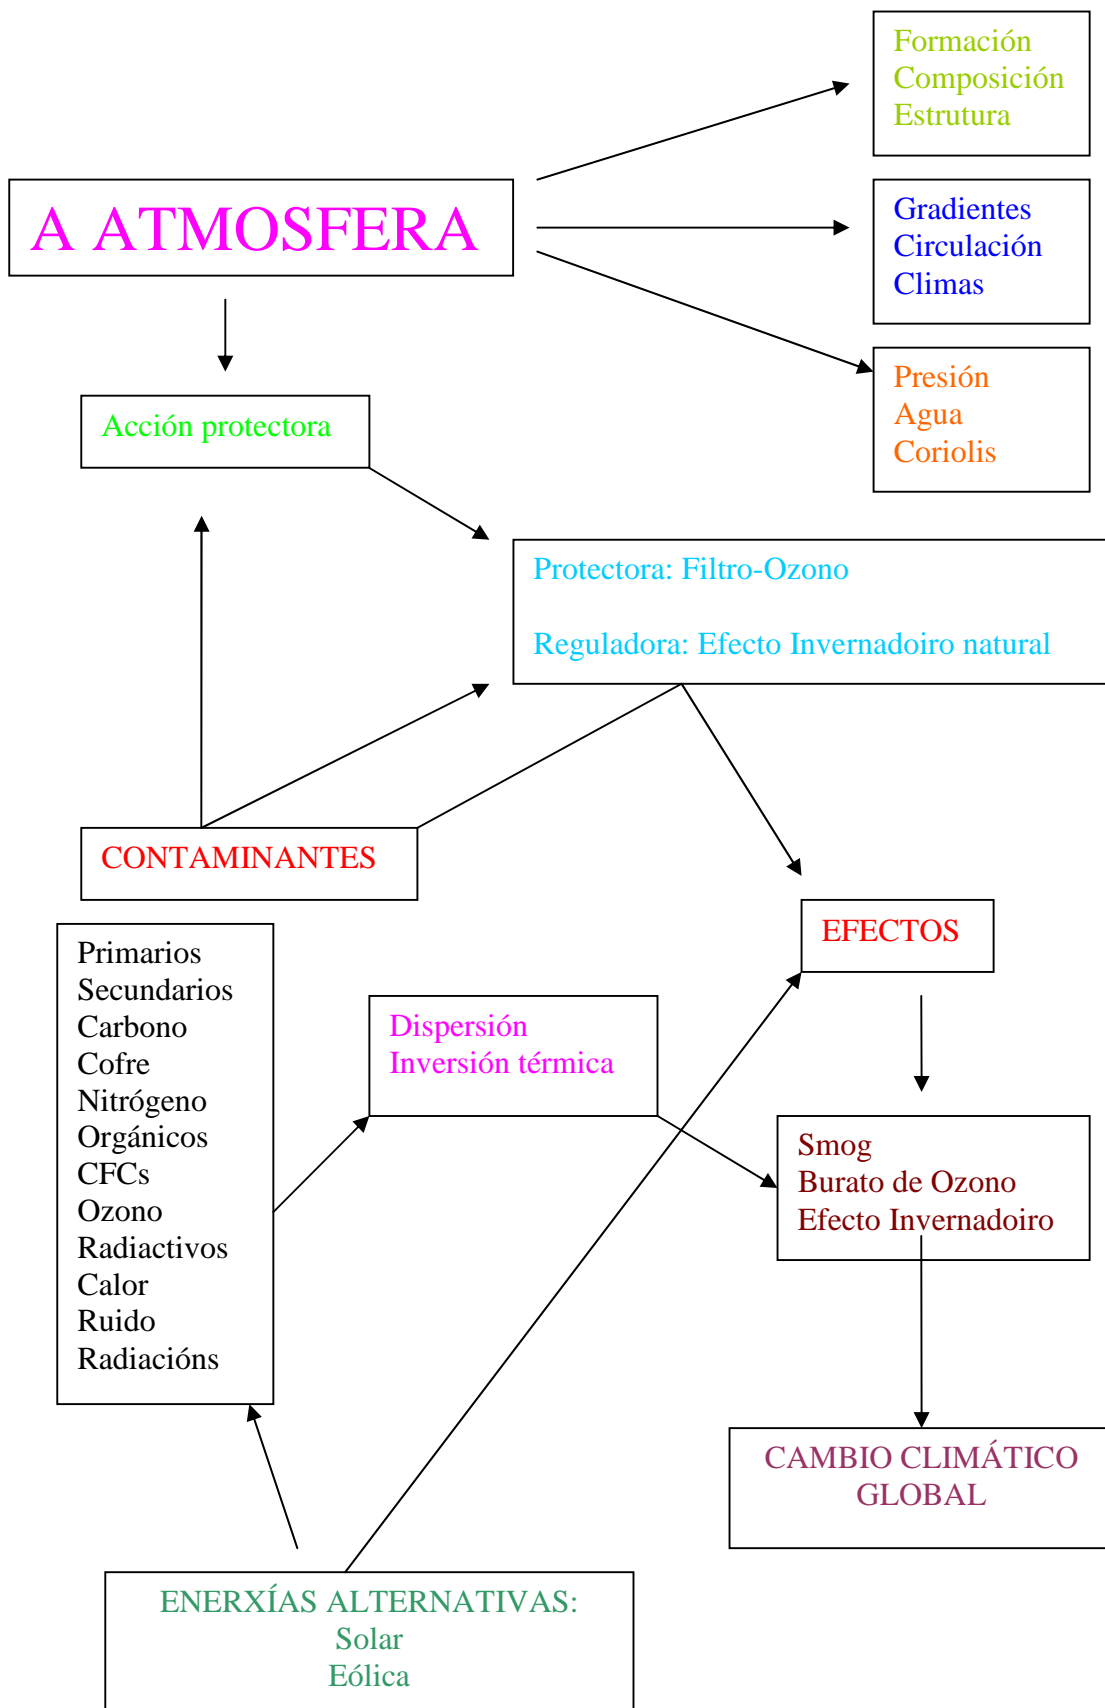 Formación
Composición
Estrutura
A ATMOSFERA
Gradientes
Circulación
Climas
Presión
Agua
Coriolis
Acción protectora
Protectora: Filtro-Ozono
Reguladora: Efecto Invernadoiro natural
CONTAMINANTES
EFECTOS
Primarios
Secundarios
Carbono
Cofre
Nitrógeno
Orgánicos
CFCs
Ozono
Radiactivos
Calor
Ruido
Radiacións
Dispersión
Inversión térmica
Smog
Burato de Ozono
Efecto Invernadoiro
CAMBIO CLIMÁTICO
GLOBAL
ENERXÍAS ALTERNATIVAS:
Solar
Eólica